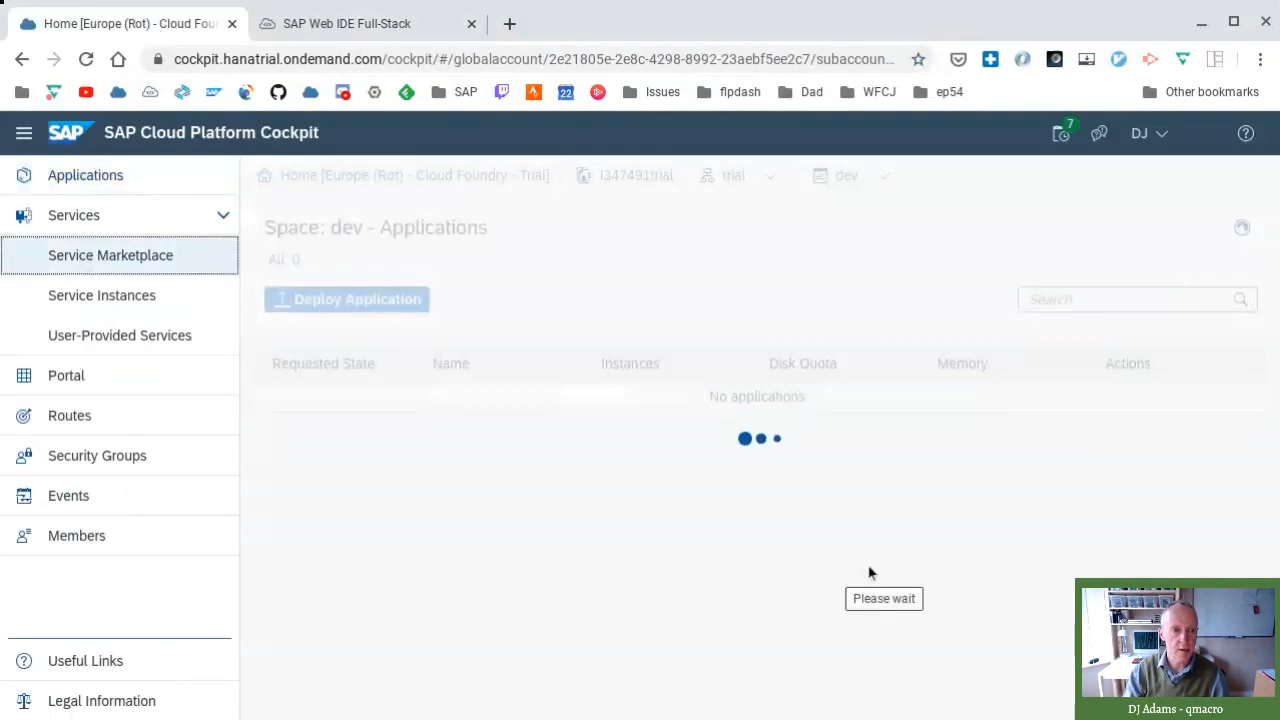 Home [Europe (Rot) - Cloud Fou
SAP Web IDE Full-Stack
cockpit.hanatrial.ondemand.com/cockpit/#/globalaccount/2e21805e-2e8c-4298-8992-23aebf5ee2c7/subaccoun...
22
SAP
Issues
flpdash
Dad
WFCJ
ep54
Other bookmarks
SAP
SAP Cloud Platform Cockpit
7
DJ
Applications
Home [Europe (Rot) - Cloud Foundry - Trial]
I347491trial
trial
dev
Services
Space: dev - Applications
Service Marketplace
All: 0
Service Instances
Deploy Application
Search
User-Provided Services
Requested State
Name
Instances
Disk Quota
Memory
Actions
Portal
No applications
Routes
Security Groups
Events
Members
Please wait
Useful Links
Legal Information
DJ Adams - qmacro